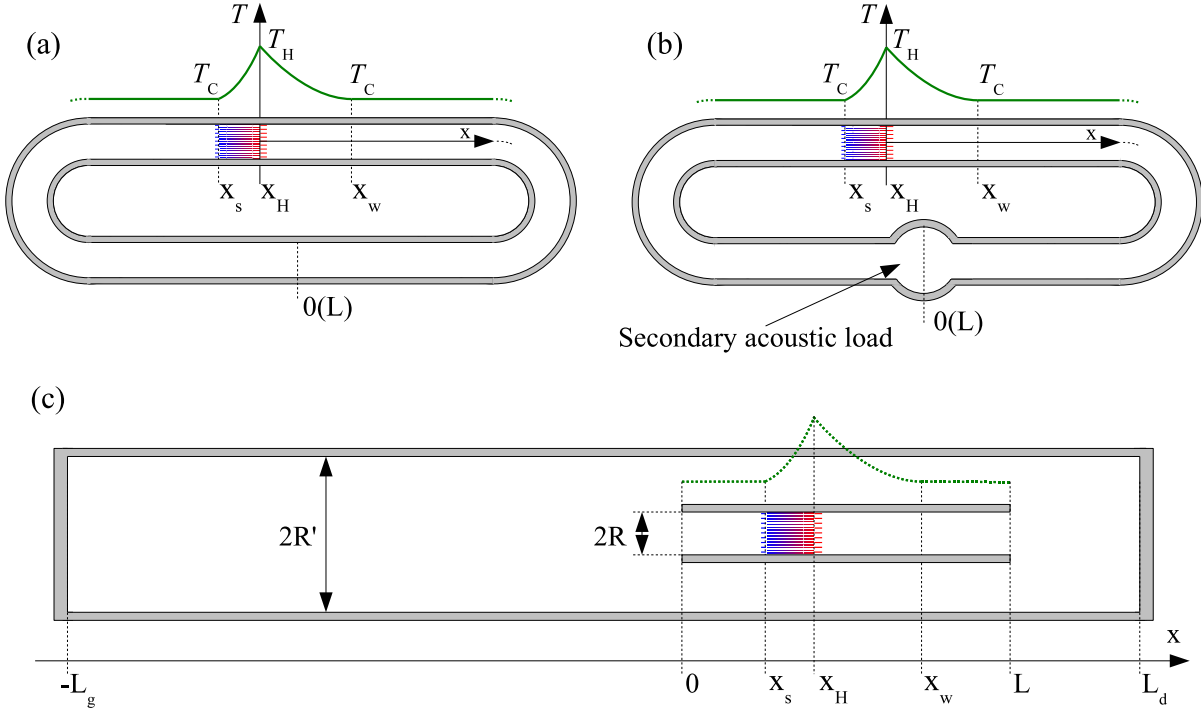 (a)
T
T_H
T_C
T_C
x
x_s
x_H
x_w
0(L)
(b)
T
T_H
T_C
T_C
x
x_s
x_H
x_w
Secondary acoustic load
0(L)
(c)
2R'
2R
x
-L_g
0
x_s
x_H
x_w
L
L_d